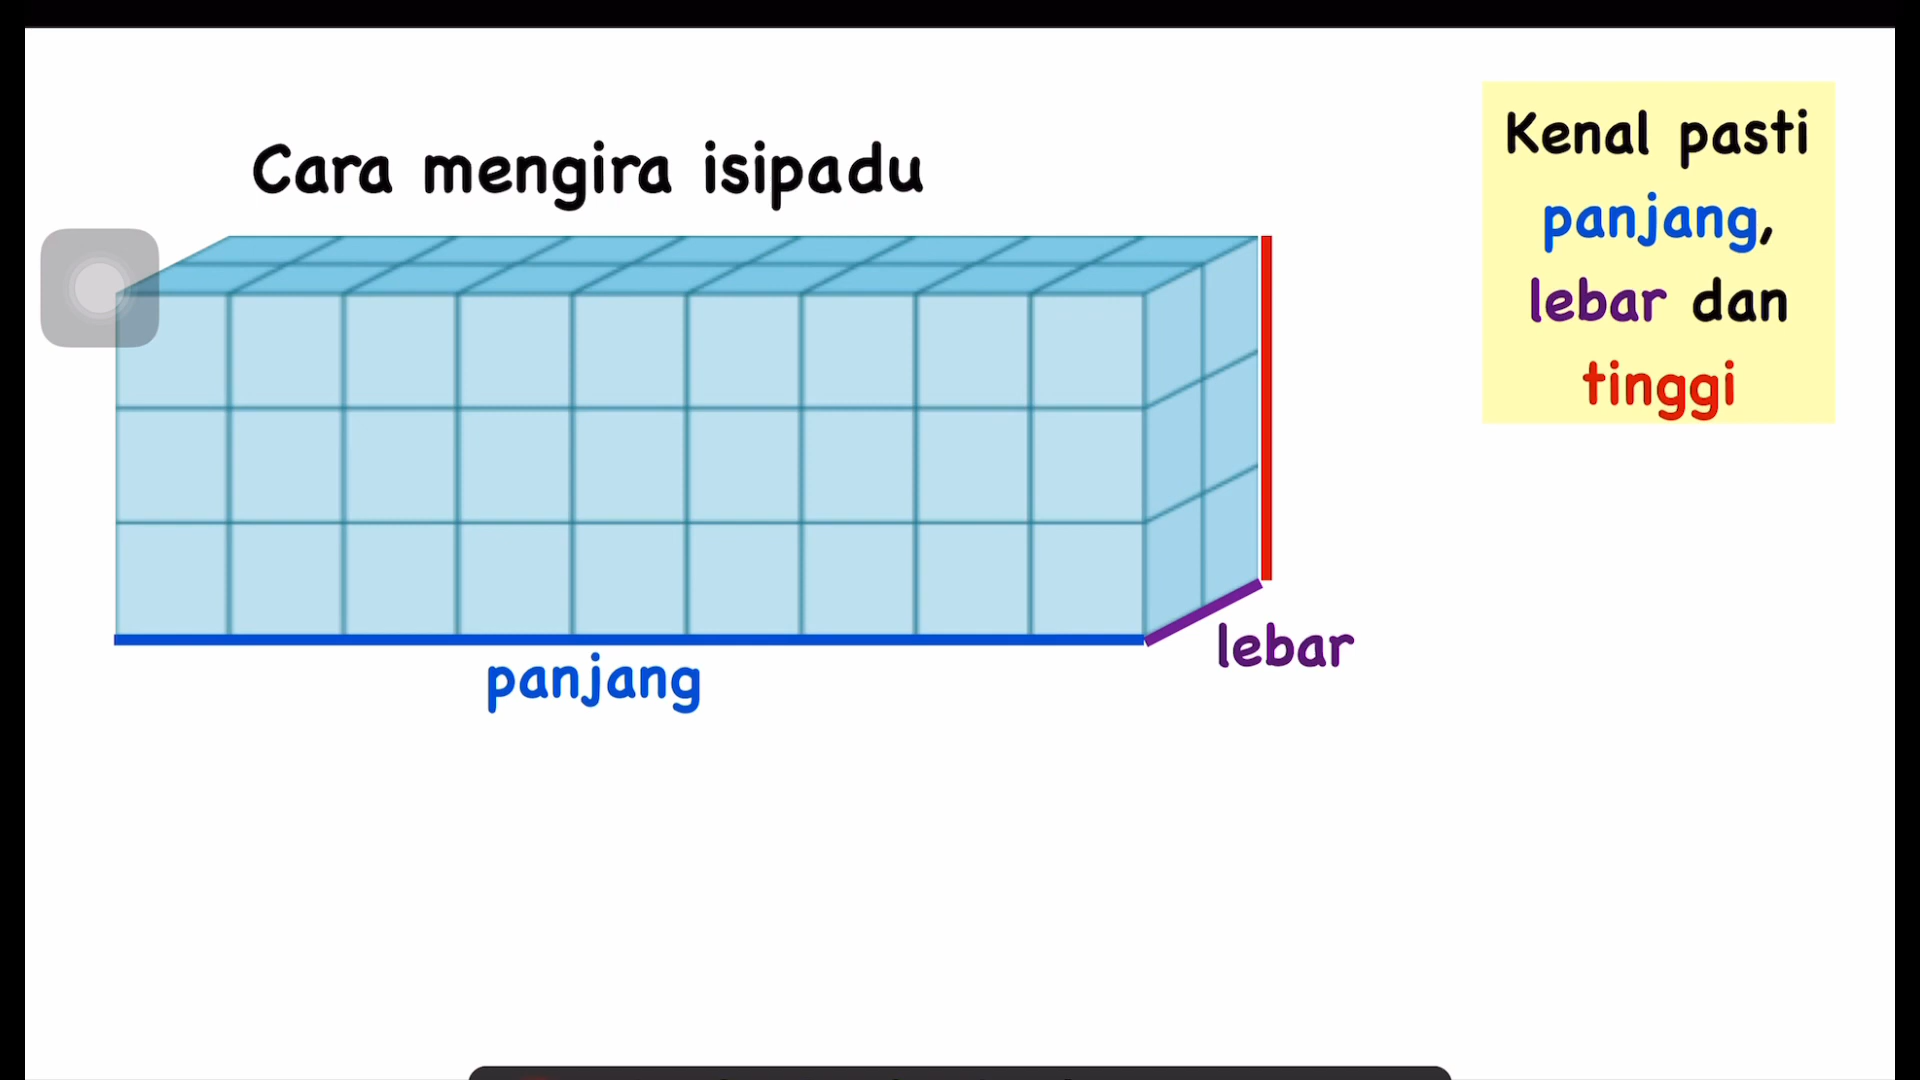 Cara mengira isipadu
Kenal pasti
panjang,
lebar dan
tinggi
lebar
panjang